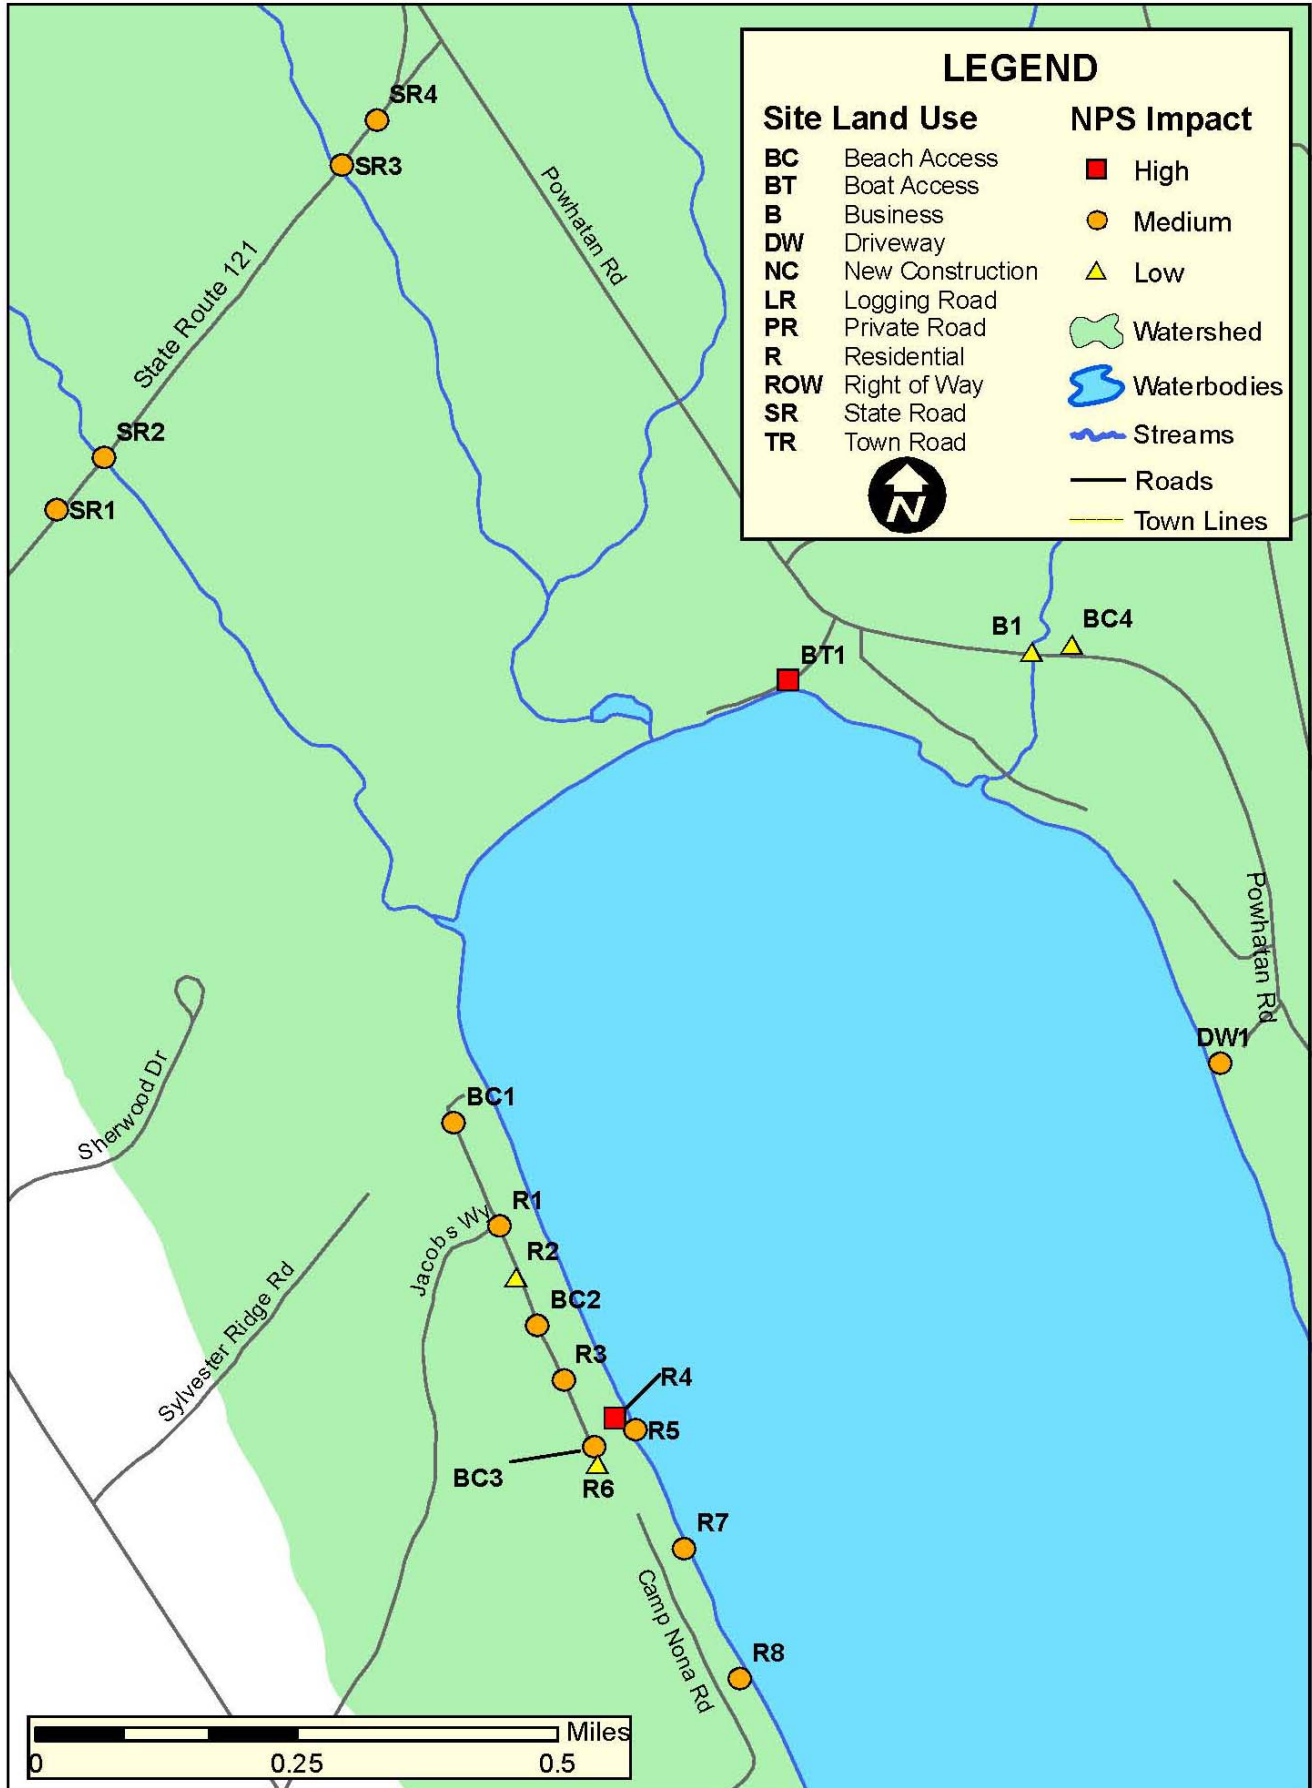 LEGEND
Site Land Use
BC Beach Access
BT Boat Access
B Business
DW Driveway
NC New Construction
LR Logging Road
PR Private Road
R Residential
ROW Right of Way
SR State Road
TR Town Road
N
NPS Impact
High
Medium
Low
Watershed
Waterbodies
Streams
Roads
Town Lines
SR4
SR3
Powhatan Rd
State Route 121
SR2
SR1
B1
BC4
BT1
Powhatan Rd
DW1
Sherwood Dr
BC1
R1
Jacobs Wy
R2
Sylvester Ridge Rd
BC2
R3
R4
R5
BC3
R6
R7
Camp Nona Rd
R8
Miles
0 0.25 0.5